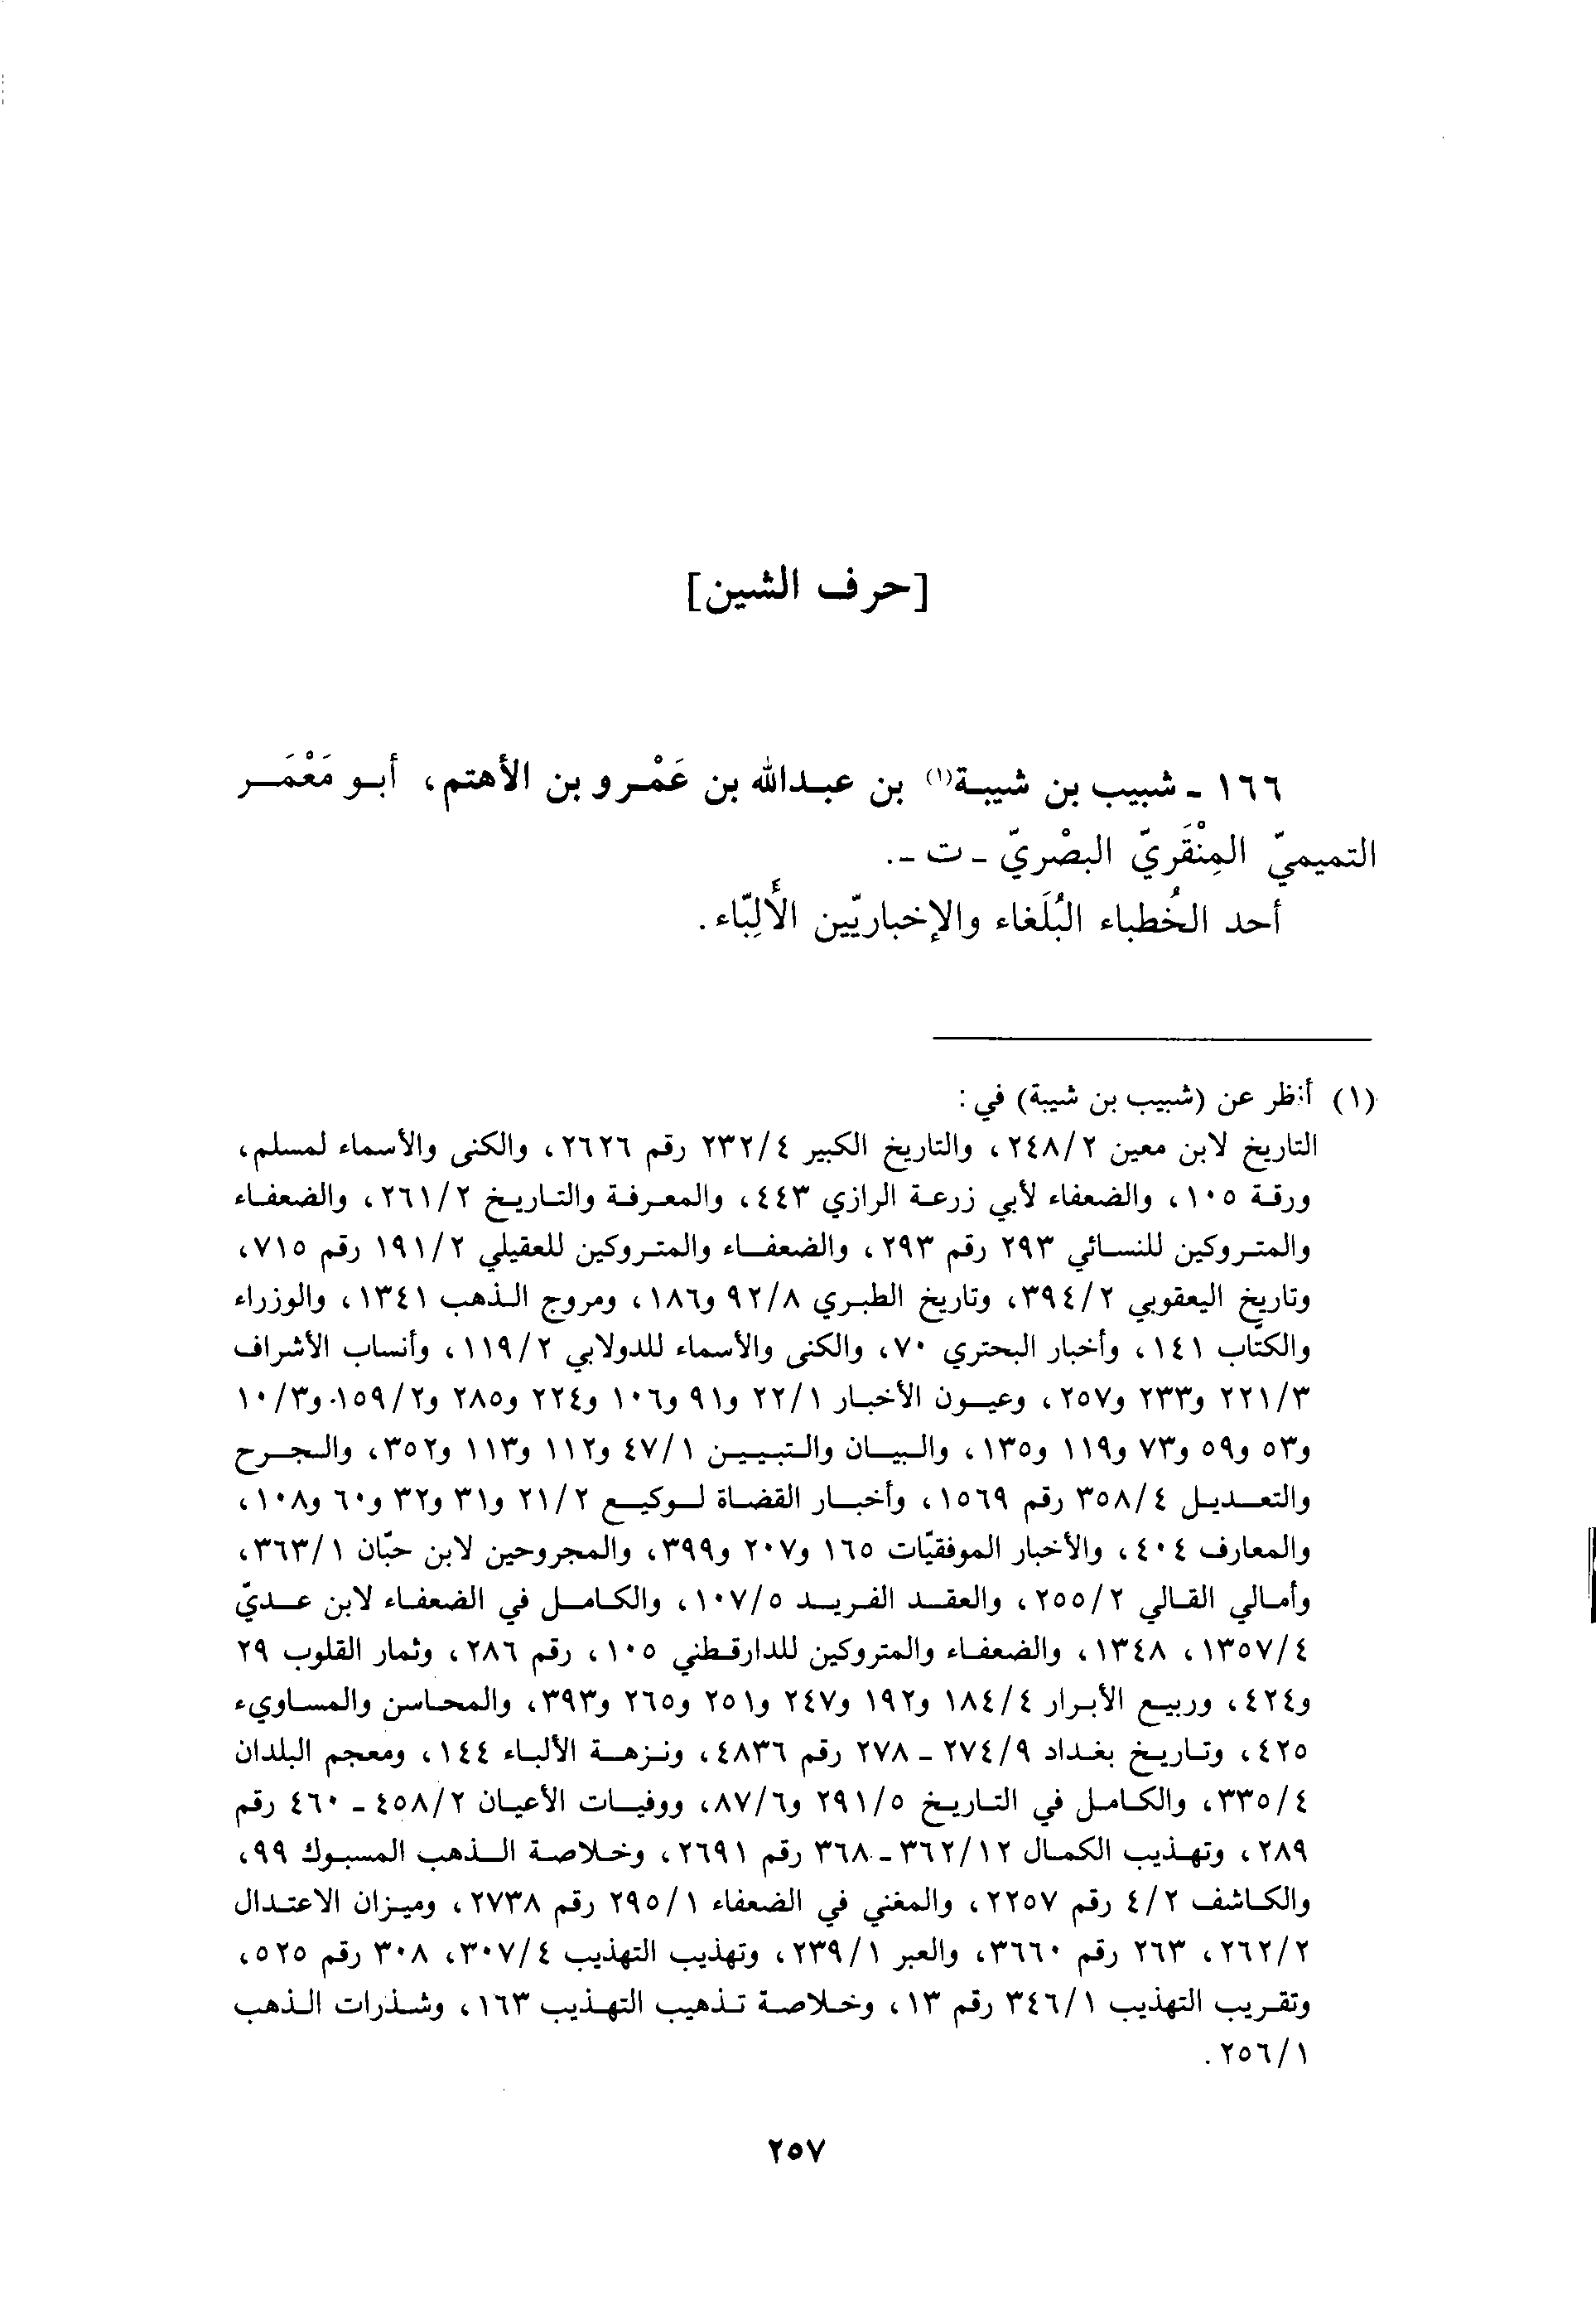 [حرف الشين]
١٦٦ - شبيب بن شيبة(١) بن عبدالله بن عَمْرو بن الأهتم، أبو مَعْمَر
التميميّ المِنْقَريّ البصْريّ - ت -.
أحد الخُطباء البُلَغاء والإخباريّين الأَلِبّاء.
(١) أنظر عن (شبيب بن شيبة) في:
التاريخ لابن معين ٢٤٨/٢، والتاريخ الكبير ٢٣٢/٤ رقم ٢٦٢٦، والكنى والأسماء لمسلم،
ورقة ١٠٥، والضعفاء لأبي زرعة الرازي ٤٤٣، والمعرفة والتاريخ ٢٦١/٢، والضعفاء
والمتروكين للنسائي ٢٩٣ رقم ٢٩٣، والضعفاء والمتروكين للعقيلي ١٩١/٢ رقم ٧١٥،
وتاريخ اليعقوبي ٣٩٤/٢، وتاريخ الطبري ٩٢/٨ و١٨٦، ومروج الذهب ١٣٤١، والوزراء
والكتّاب ١٤١، وأخبار البحتري ٧٠، والكنى والأسماء للدولابي ١١٩/٢، وأنساب الأشراف
٢٢١/٣ و٢٣٣ و٢٥٧، وعيون الأخبار ٢٢/١ و٩١ و١٠٦ و٢٢٤ و٢٨٥ و١٥٩/٢ و١٠/٣
و٥٣ و٥٩ و٧٣ و١١٩ و١٣٥، والبيان والتبيين ٤٧/١ و١١٢ و١١٣ و٣٥٢، والجرح
والتعديل ٣٥٨/٤ رقم ١٥٦٩، وأخبار القضاة لوكيع ٢١/٢ و٣١ و٣٢ و٦٠ و١٠٨،
والمعارف ٤٠٤، والأخبار الموفقيّات ١٦٥ و٢٠٧ و٣٩٩، والمجروحين لابن حبّان ٣٦٣/١،
وأمالي القالي ٢٥٥/٢، والعقد الفريد ١٠٧/٥، والكامل في الضعفاء لابن عديّ
١٣٥٧/٤، ١٣٤٨، والضعفاء والمتروكين للدارقطني ١٠٥، رقم ٢٨٦، وثمار القلوب ٢٩
و٤٢٤، وربيع الأبرار ١٨٤/٤ و١٩٢ و٢٤٧ و٢٥١ و٢٦٥ و٣٩٣، والمحاسن والمساويء
٤٢٥، وتاريخ بغداد ٢٧٤/٩ - ٢٧٨ رقم ٤٨٣٦، ونزهة الألباء ١٤٤، ومعجم البلدان
٣٣٥/٤، والكامل في التاريخ ٢٩١/٥ و٨٧/٦، ووفيات الأعيان ٤٥٨/٢ - ٤٦٠ رقم
٢٨٩، وتهذيب الكمال ٣٦٢/١٢ - ٣٦٨ رقم ٢٦٩١، وخلاصة الذهب المسبوك ٩٩،
والكاشف ٤/٢ رقم ٢٢٥٧، والمغني في الضعفاء ٢٩٥/١ رقم ٢٧٣٨، وميزان الاعتدال
٢٦٢/٢، ٢٦٣ رقم ٣٦٦٠، والعبر ٢٣٩/١، وتهذيب التهذيب ٣٠٧/٤، ٣٠٨ رقم ٥٢٥،
وتقريب التهذيب ٣٤٦/١ رقم ١٣، وخلاصة تذهيب التهذيب ١٦٣، وشذرات الذهب
٢٥٦/١.
٢٥٧